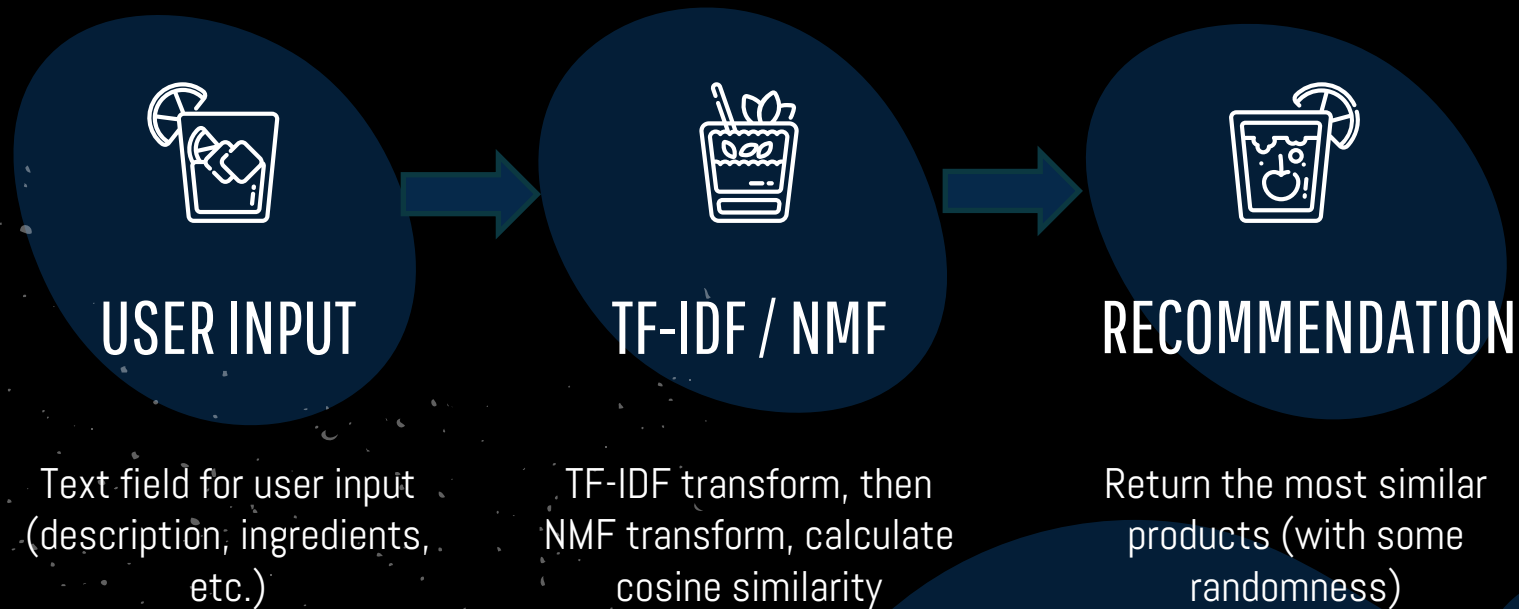 USER INPUT
Text field for user input
(description, ingredients,
etc.)
TF-IDF / NMF
TF-IDF transform, then
NMF transform, calculate
cosine similarity
RECOMMENDATION
Return the most similar
products (with some
randomness)